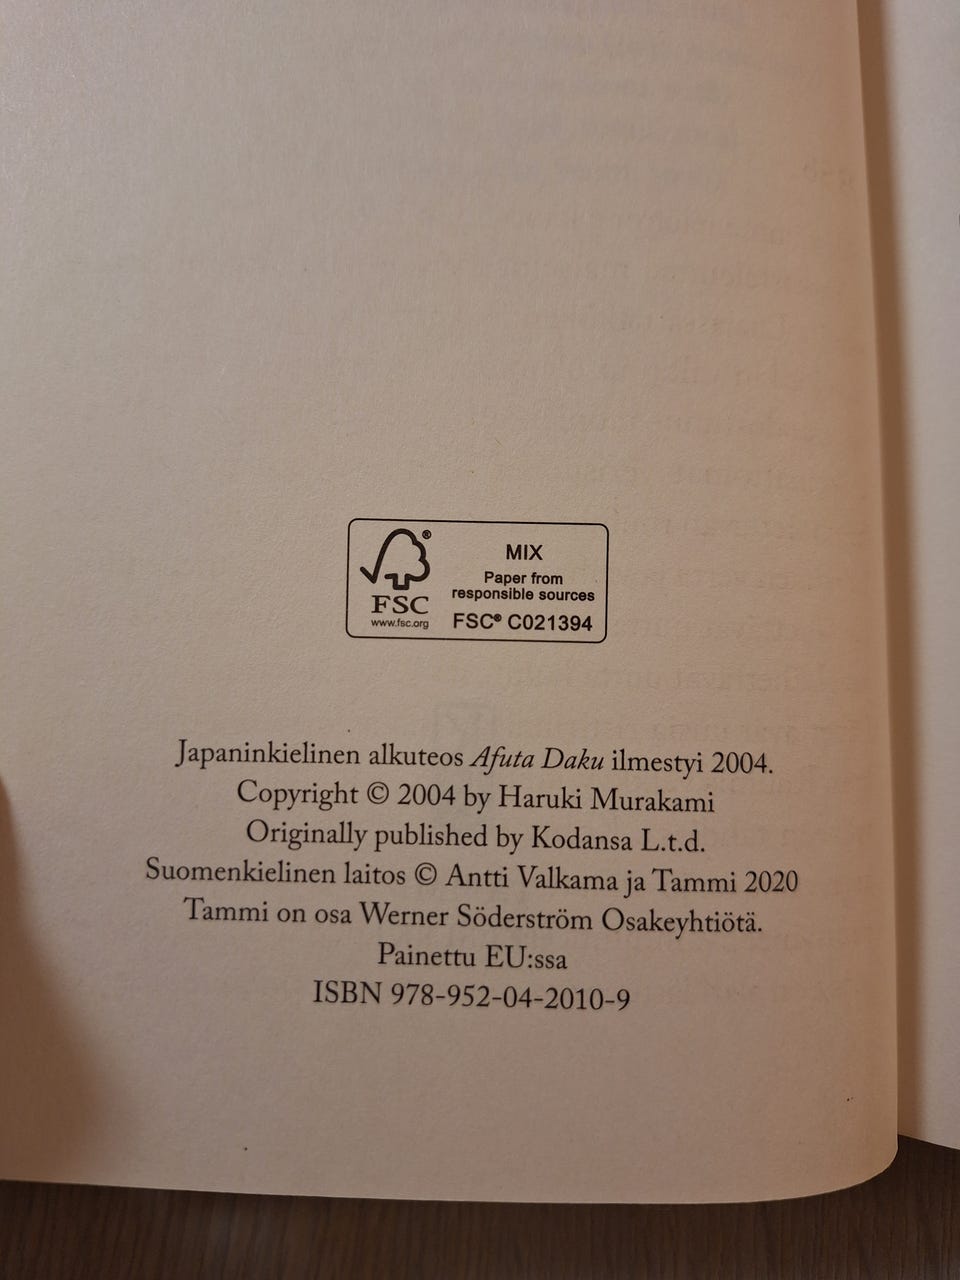 MIX
Paper from
responsible sources
FSC® C021394
®
FSC
www.fsc.org
Japaninkielinen alkuteos Afuta Daku ilmestyi 2004.
Copyright © 2004 by Haruki Murakami
Originally published by Kodansa L.t.d.
Suomenkielinen laitos © Antti Valkama ja Tammi 2020
Tammi on osa Werner Söderström Osakeyhtiötä.
Painettu EU:ssa
ISBN 978-952-04-2010-9